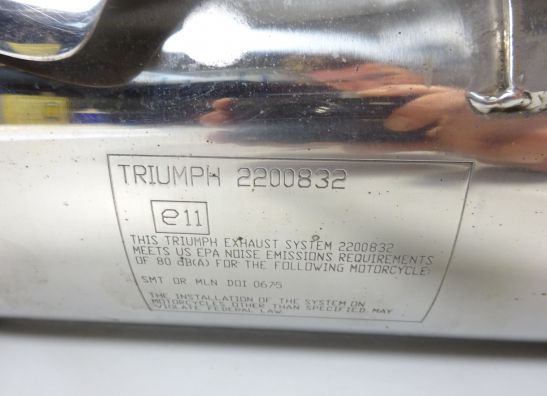 TRIUMPH 2200832
e11
THIS TRIUMPH EXHAUST SYSTEM 2200832
MEETS US EPA NOISE EMISSIONS REQUIREMENTS
OF 80 dB(A) FOR THE FOLLOWING MOTORCYCLE:
SMT OR MLN DOI 0675
THE INSTALLATION OF THE SYSTEM ON
MOTORCYCLES OTHER THAN SPECIFIED MAY
VIOLATE FEDERAL LAW